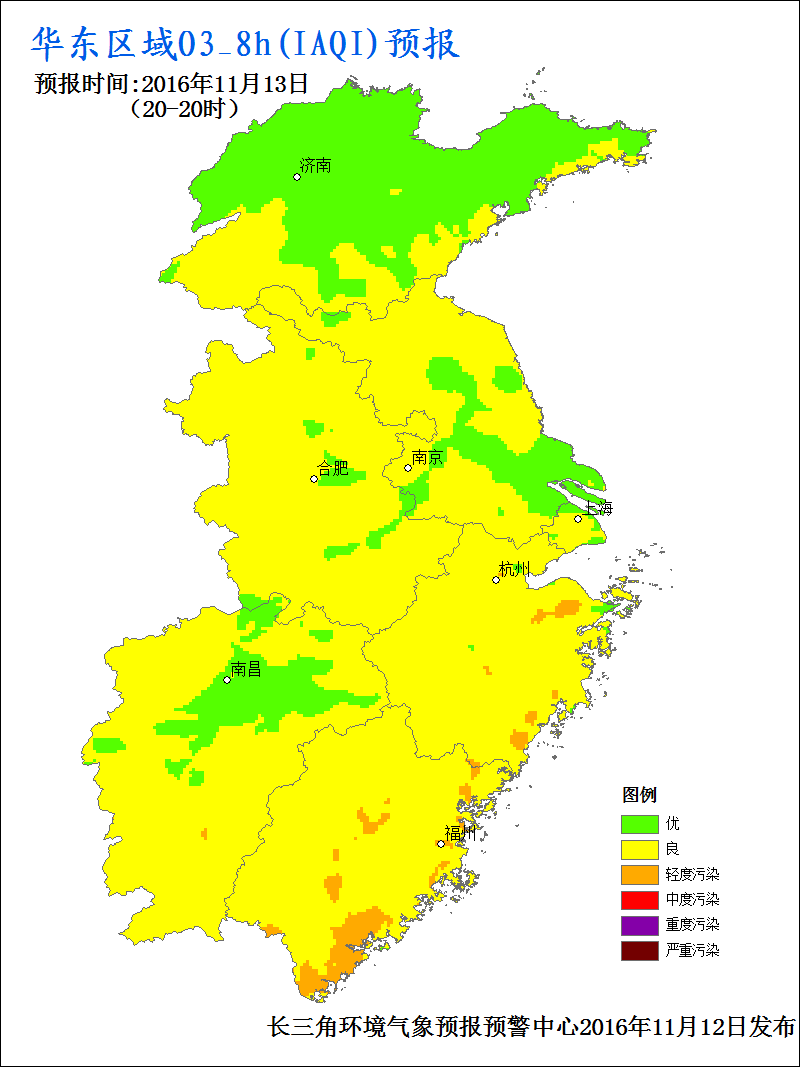 华东区域O3_8h(IAQI)预报
预报时间:2016年11月13日
（20-20时）
济南
南京
合肥
上海
杭州
南昌
福州
图例
优
良
轻度污染
中度污染
重度污染
严重污染
长三角环境气象预报预警中心2016年11月12日发布